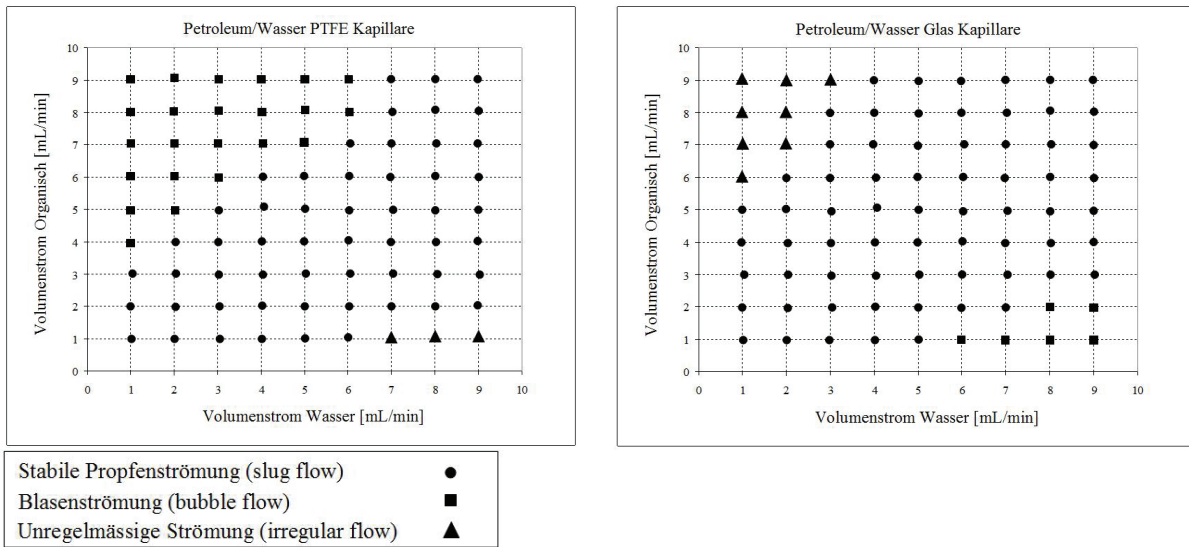 Petroleum/Wasser PTFE Kapillare
10
9
8
7
6
5
4
3
2
1
0
Volumenstrom Organisch [mL/min]
0 1 2 3 4 5 6 7 8 9 10
Volumenstrom Wasser [mL/min]
Petroleum/Wasser Glas Kapillare
10
9
8
7
6
5
4
3
2
1
0
Volumenstrom Organisch [mL/min]
0 1 2 3 4 5 6 7 8 9 10
Volumenstrom Wasser [mL/min]
Stabile Propfenströmung (slug flow)
Blasenströmung (bubble flow)
Unregelmässige Strömung (irregular flow)